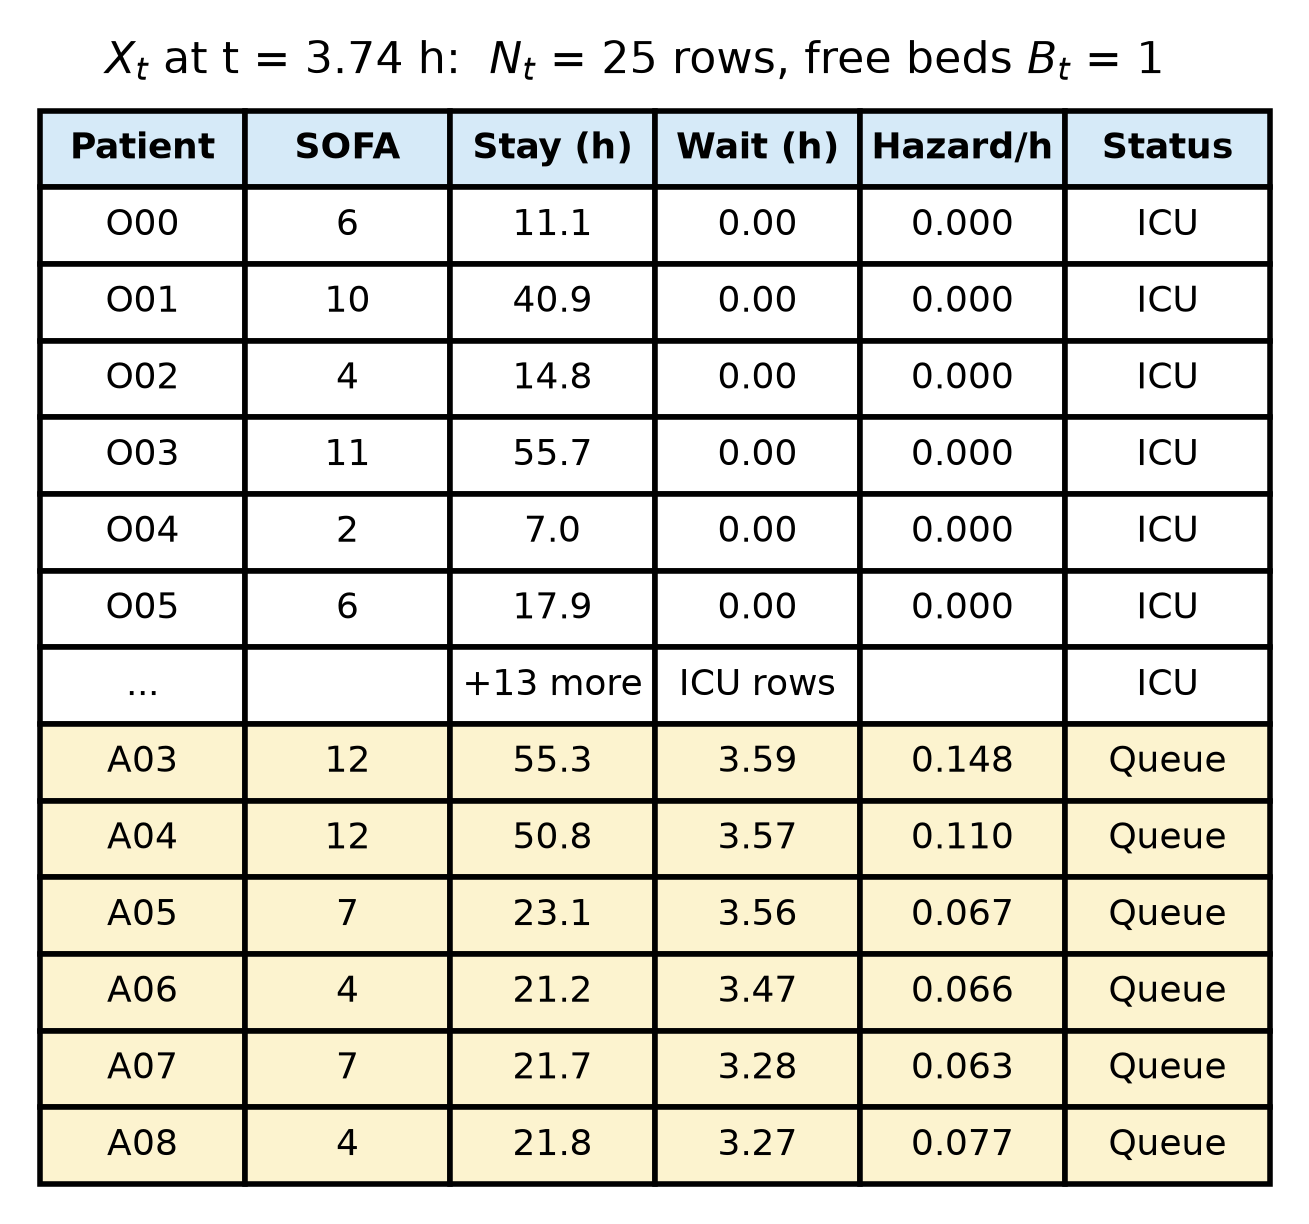 X_t at t = 3.74 h:  N_t = 25 rows, free beds B_t = 1
Patient SOFA Stay (h) Wait (h) Hazard/h Status
O00 6 11.1 0.00 0.000 ICU
O01 10 40.9 0.00 0.000 ICU
O02 4 14.8 0.00 0.000 ICU
O03 11 55.7 0.00 0.000 ICU
O04 2 7.0 0.00 0.000 ICU
O05 6 17.9 0.00 0.000 ICU
... +13 more ICU rows ICU
A03 12 55.3 3.59 0.148 Queue
A04 12 50.8 3.57 0.110 Queue
A05 7 23.1 3.56 0.067 Queue
A06 4 21.2 3.47 0.066 Queue
A07 7 21.7 3.28 0.063 Queue
A08 4 21.8 3.27 0.077 Queue